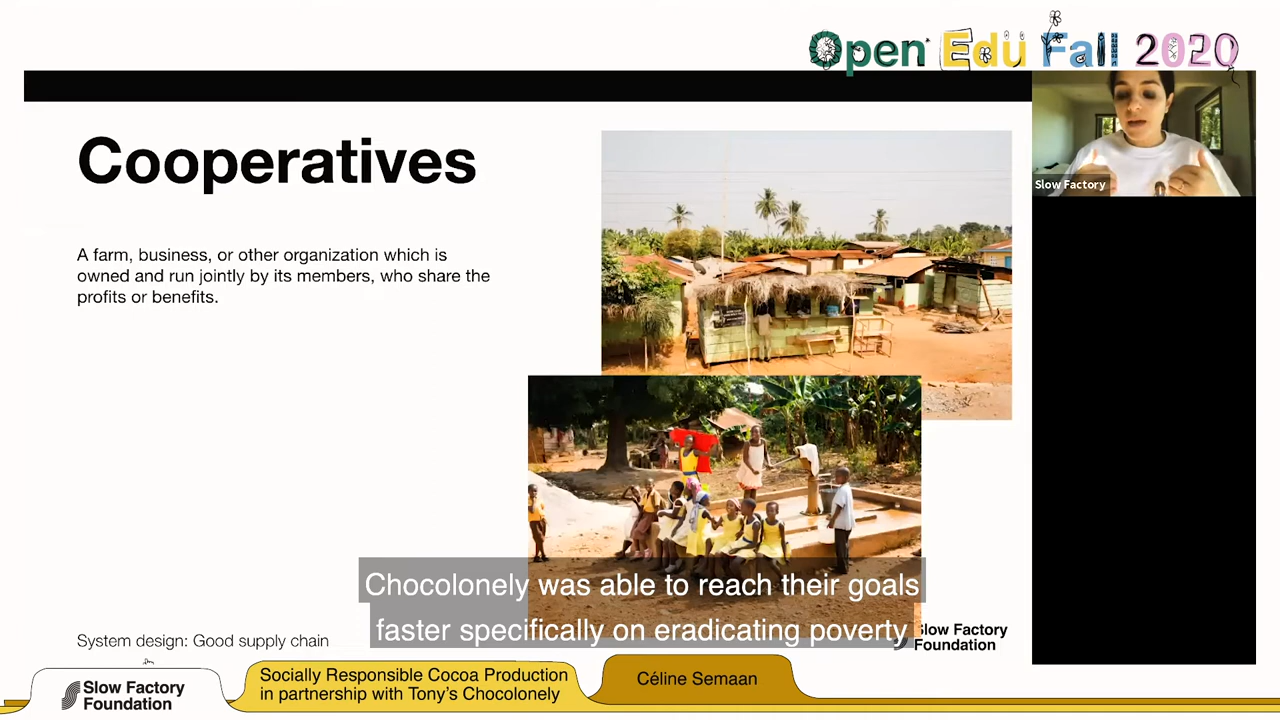 Open Edu Fall 2020
Cooperatives
Slow Factory
A farm, business, or other organization which is
owned and run jointly by its members, who share the
profits or benefits.
Chocolonely was able to reach their goals
faster specifically on eradicating poverty
System design: Good supply chain
Slow Factory
Foundation
Slow Factory
Foundation
Socially Responsible Cocoa Production
in partnership with Tony's Chocolonely
Céline Semaan